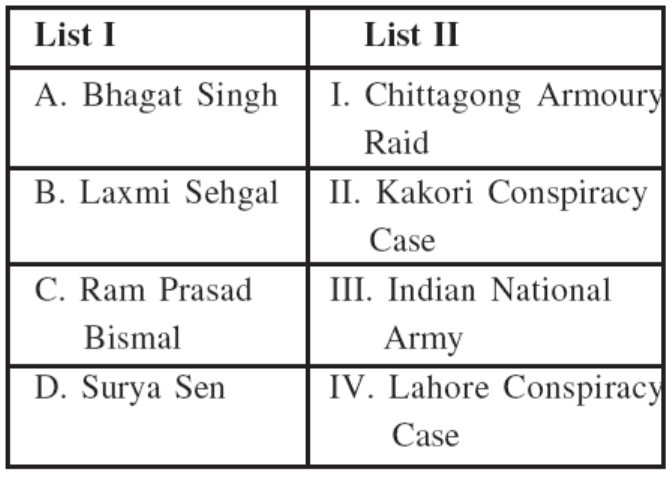 List I
List II
A. Bhagat Singh
I. Chittagong Armoury
Raid
B. Laxmi Sehgal
II. Kakori Conspiracy
Case
C. Ram Prasad
Bismal
III. Indian National
Army
D. Surya Sen
IV. Lahore Conspiracy
Case